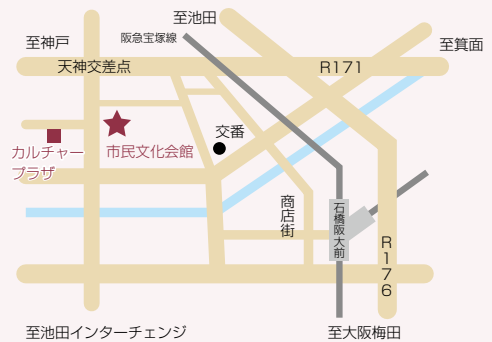 至池田
至神戸
阪急宝塚線
至箕面
天神交差点
R171
交番
市民文化会館
カルチャー
プラザ
商店街
石橋阪大前
R176
至池田インターチェンジ
至大阪梅田